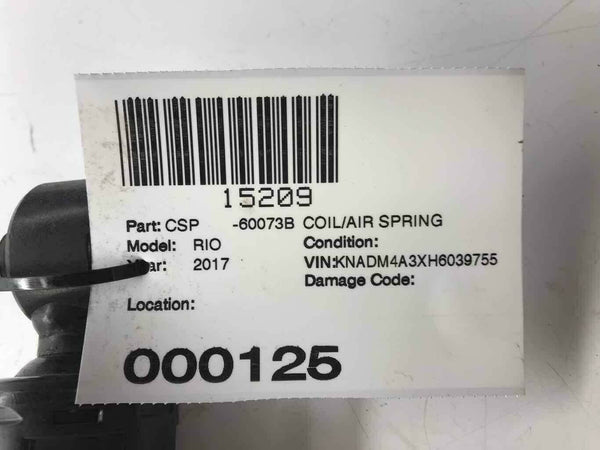 15209
Part: CSP -60073B COIL/AIR SPRING
Model: RIO Condition:
Year: 2017 VIN:KNADM4A3XH6039755
Damage Code:
Location:
000125